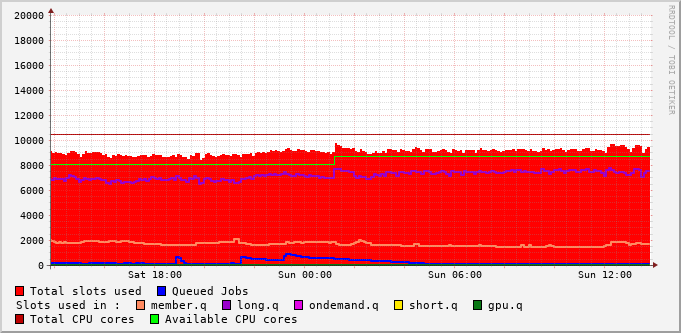 20000
18000
16000
14000
12000
10000
8000
6000
4000
2000
0
Sat 18:00 Sun 00:00 Sun 06:00 Sun 12:00
Total slots used Queued Jobs
Slots used in : member.q long.q ondemand.q short.q gpu.q
Total CPU cores Available CPU cores
RRDTOOL / TOBI OETIKER